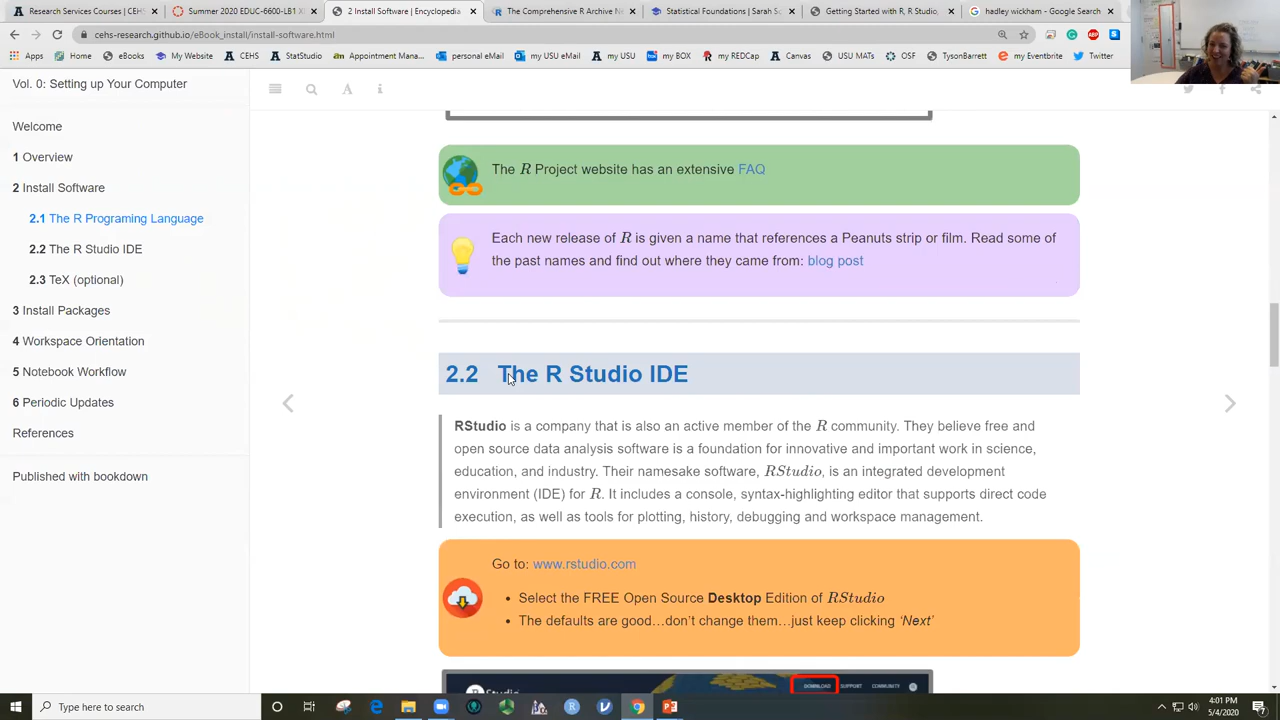 Research Services Courses | CEH
Summer 2020 EDUC-6600-LB1 X
2 Install Software | Encyclopedia
The Comprehensive R Archive Ne
Statistical Foundations | Sarah S
Getting Started with R, R Studio,
hadley wickham - Google Search
cehs-research.github.io/eBook_install/install-software.html
Apps
Home
eBooks
My Website
CEHS
StatStudio
Appointment Manage
personal eMail
my USU eMail
my USU
my BOX
my REDCap
Canvas
USU MATs
OSF
TysonBarrett
my Eventbrite
Twitter
Vol. 0: Setting up Your Computer
Welcome
1 Overview
2 Install Software
2.1 The R Programing Language
2.2 The R Studio IDE
2.3 TeX (optional)
3 Install Packages
4 Workspace Orientation
5 Notebook Workflow
6 Periodic Updates
References
Published with bookdown
The R Project website has an extensive FAQ
Each new release of R is given a name that references a Peanuts strip or film. Read some of
the past names and find out where they came from: blog post
2.2 The R Studio IDE
RStudio is a company that is also an active member of the R community. They believe free and
open source data analysis software is a foundation for innovative and important work in science,
education, and industry. Their namesake software, RStudio, is an integrated development
environment (IDE) for R. It includes a console, syntax-highlighting editor that supports direct code
execution, as well as tools for plotting, history, debugging and workspace management.
Go to: www.rstudio.com
• Select the FREE Open Source Desktop Edition of RStudio
• The defaults are good…don't change them…just keep clicking 'Next'
R Studio
DOWNLOAD SUPPORT COMMUNITY
Type here to search
4:01 PM
5/4/2020